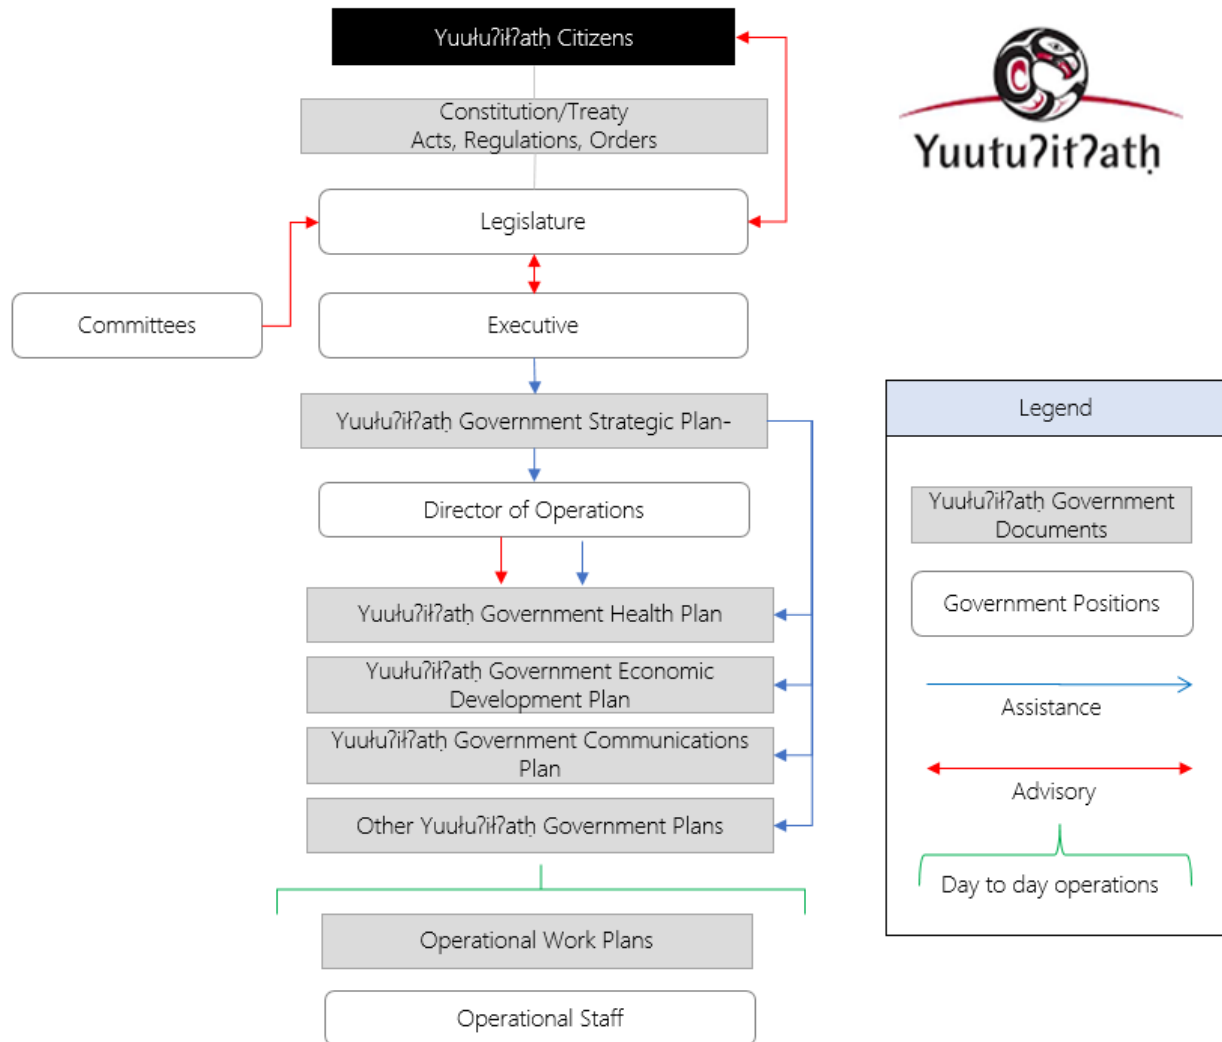 Yuułuʔiłʔatḥ Citizens
Constitution/Treaty
Acts, Regulations, Orders
Legislature
Committees
Executive
Yuułuʔiłʔatḥ Government Strategic Plan-
Director of Operations
Yuułuʔiłʔatḥ Government Health Plan
Yuułuʔiłʔatḥ Government Economic
Development Plan
Yuułuʔiłʔatḥ Government Communications
Plan
Other Yuułuʔiłʔatḥ Government Plans
Operational Work Plans
Operational Staff
Yuutuʔitʔatḥ
Legend
Yuułuʔiłʔatḥ Government
Documents
Government Positions
Assistance
Advisory
Day to day operations